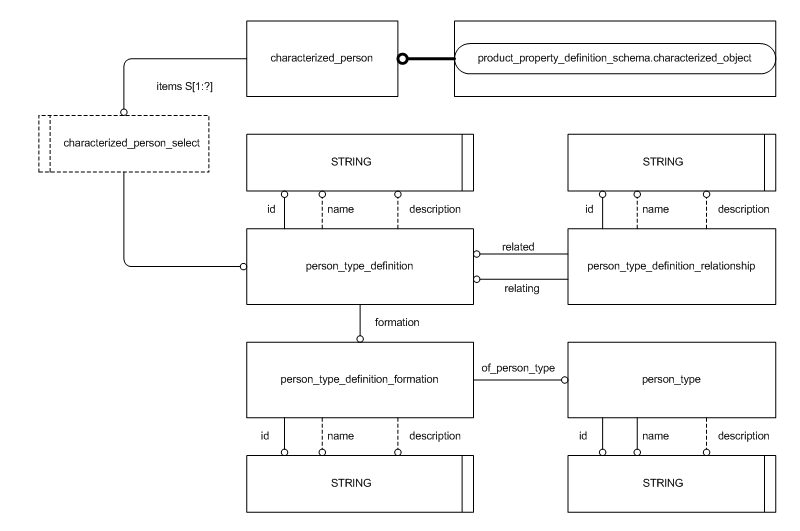 characterized_person
product_property_definition_schema.characterized_object
items S[1:?]
characterized_person_select
STRING
STRING
id
name
description
id
name
description
person_type_definition
related
relating
person_type_definition_relationship
formation
person_type_definition_formation
of_person_type
person_type
id
name
description
id
name
description
STRING
STRING